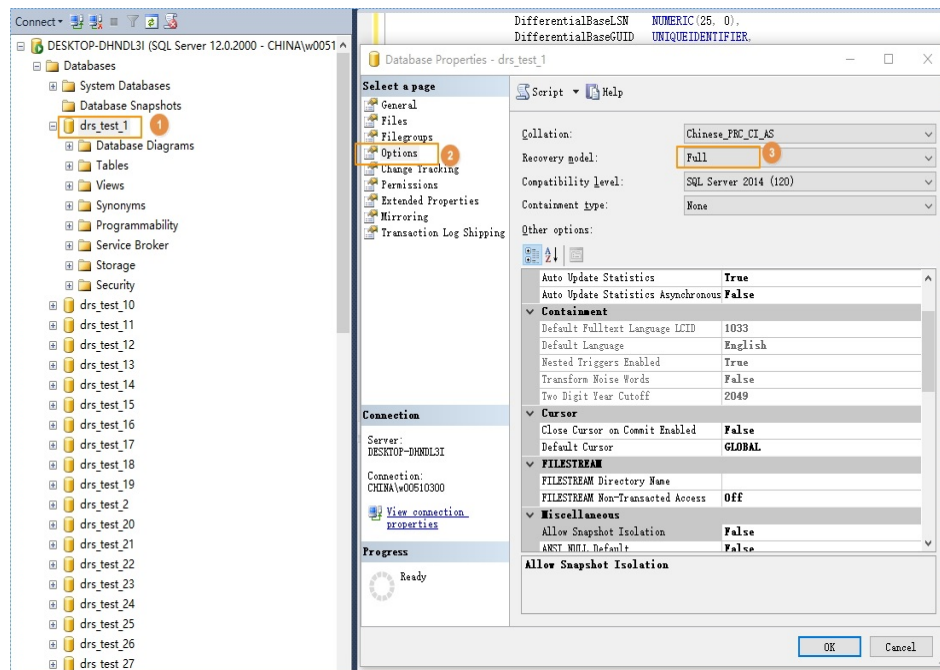 Connect
DESKTOP-DHNDL3I (SQL Server 12.0.2000 - CHINA\w0051
Databases
System Databases
Database Snapshots
drs_test_1
1
Database Diagrams
Tables
Views
Synonyms
Programmability
Service Broker
Storage
Security
drs_test_10
drs_test_11
drs_test_12
drs_test_13
drs_test_14
drs_test_15
drs_test_16
drs_test_17
drs_test_18
drs_test_19
drs_test_2
drs_test_20
drs_test_21
drs_test_22
drs_test_23
drs_test_24
drs_test_25
drs_test_26
drs_test_27
DifferentialBaseLSN NUMERIC(25, 0),
DifferentialBaseGUID UNIQUEIDENTIFIER,
Database Properties - drs_test_1
Select a page
General
Files
Filegroups
Options
2
Change Tracking
Permissions
Extended Properties
Mirroring
Transaction Log Shipping
Connection
Server:
DESKTOP-DHNDL3I
Connection:
CHINA\w00510300
View connection
properties
Progress
Ready
Script Help
Collation: Chinese_PRC_CI_AS
Recovery model: Full 3
Compatibility level: SQL Server 2014 (120)
Containment type: None
Other options:
Auto Update Statistics True
Auto Update Statistics Asynchronous False
Containment
Default Fulltext Language LCID 1033
Default Language English
Nested Triggers Enabled True
Transform Noise Words False
Two Digit Year Cutoff 2049
Cursor
Close Cursor on Commit Enabled False
Default Cursor GLOBAL
FILESTREAM
FILESTREAM Directory Name
FILESTREAM Non-Transacted Access Off
Miscellaneous
Allow Snapshot Isolation False
ANSI NULL Default False
Allow Snapshot Isolation
OK Cancel